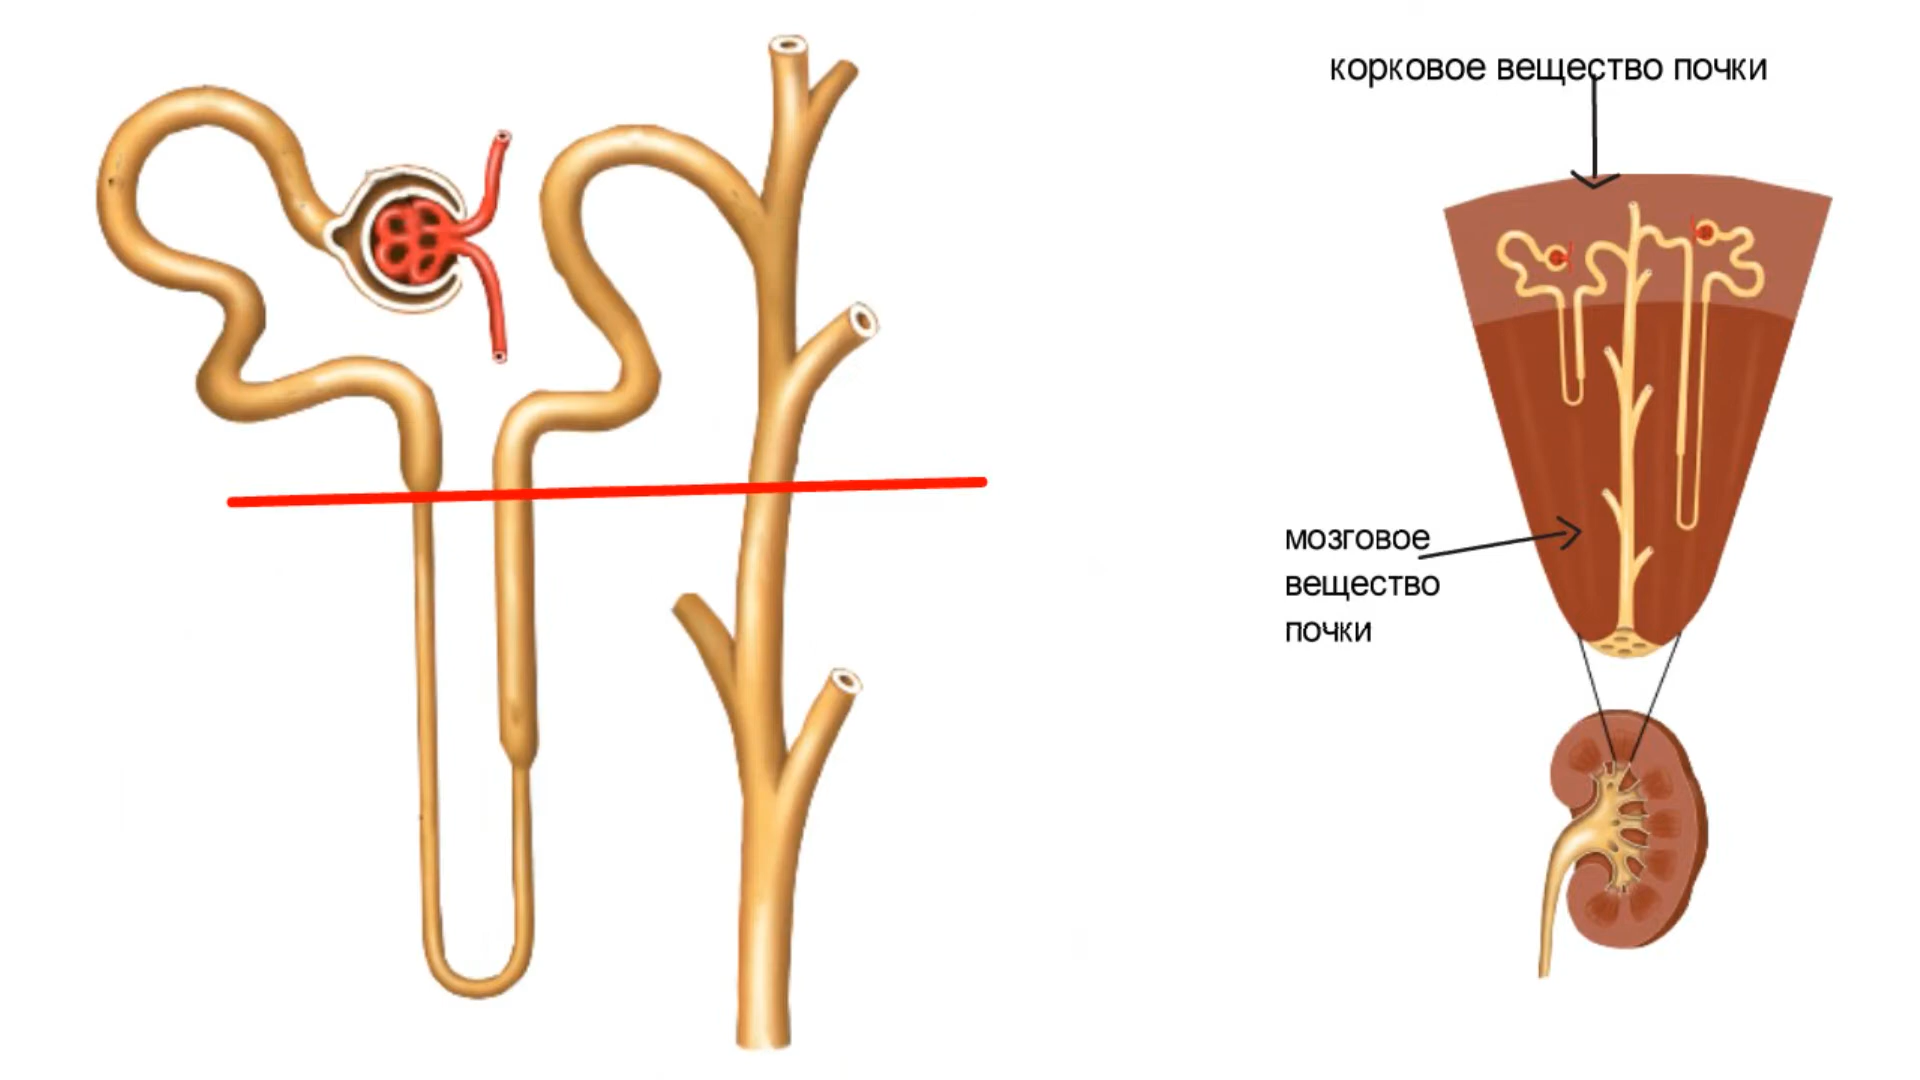 корковое вещество почки
мозговое
вещество
почки